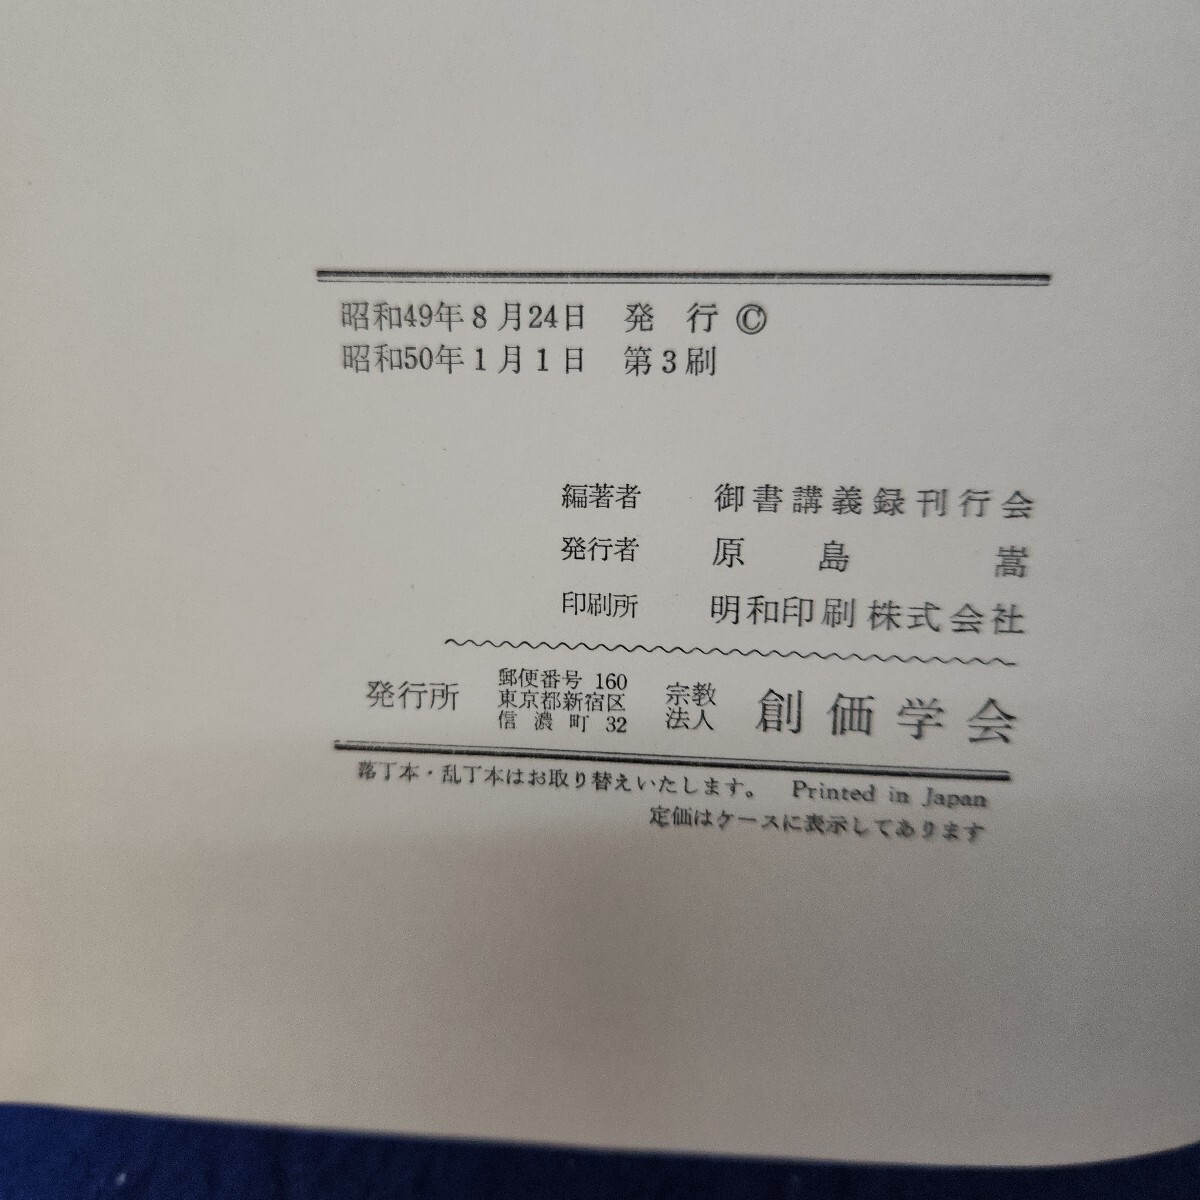 昭和49年8月24日　発　行 ©
昭和50年1月1日　第3刷
編著者　御書講義録刊行会
発行者　原　島　嵩
印刷所　明和印刷株式会社
発行所　郵便番号 160
東京都新宿区
信濃町 32
宗教
法人
創価学会
落丁本・乱丁本はお取り替えいたします。　Printed in Japan
定価はケースに表示してあります